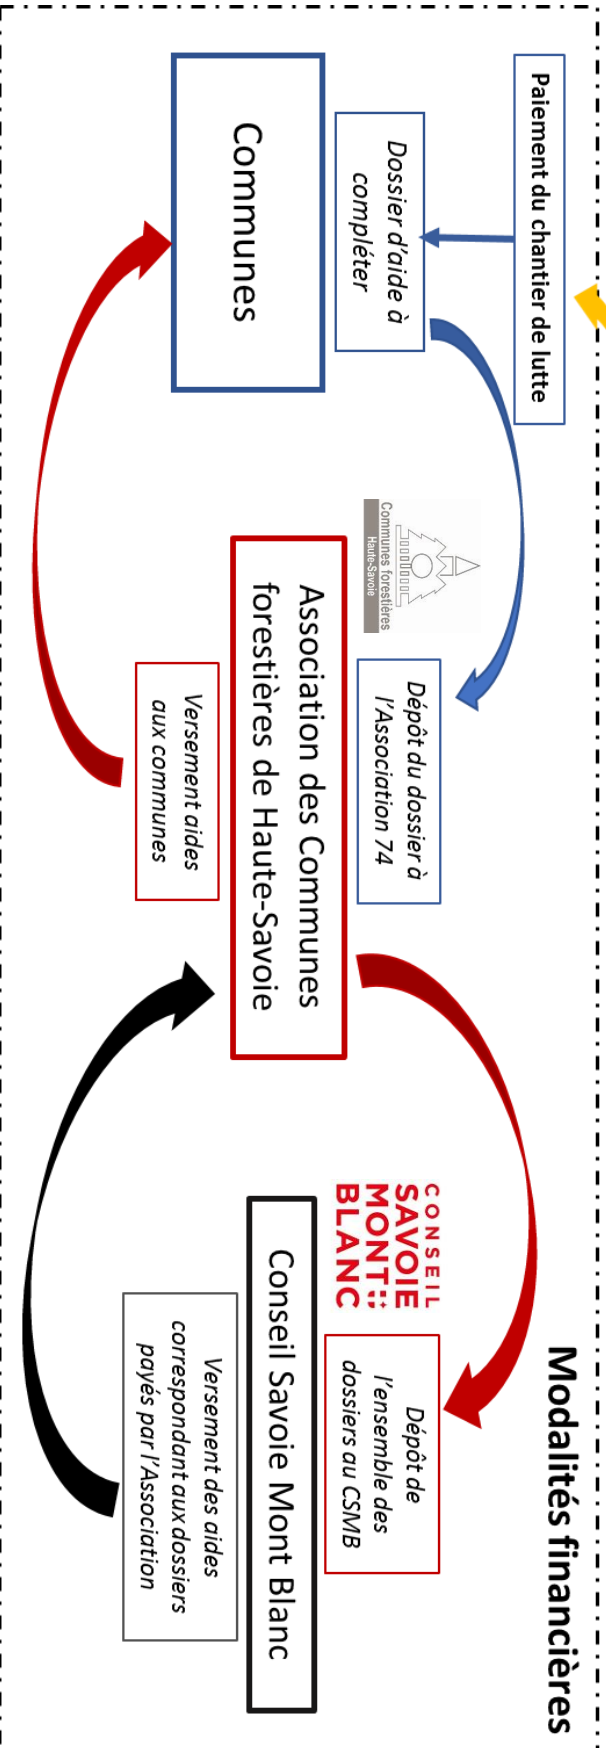 Modalités financières
Paiement du chantier de lutte
Dossier d'aide à
compléter
Communes
Communes forestières
Haute-Savoie
Dépôt du dossier à
l'Association 74
Association des Communes
forestières de Haute-Savoie
Versement aides
aux communes
CONSEIL
SAVOIE
MONT
BLANC
Dépôt de
l'ensemble des
dossiers au CSMB
Conseil Savoie Mont Blanc
Versement des aides
correspondant aux dossiers
payés par l'Association